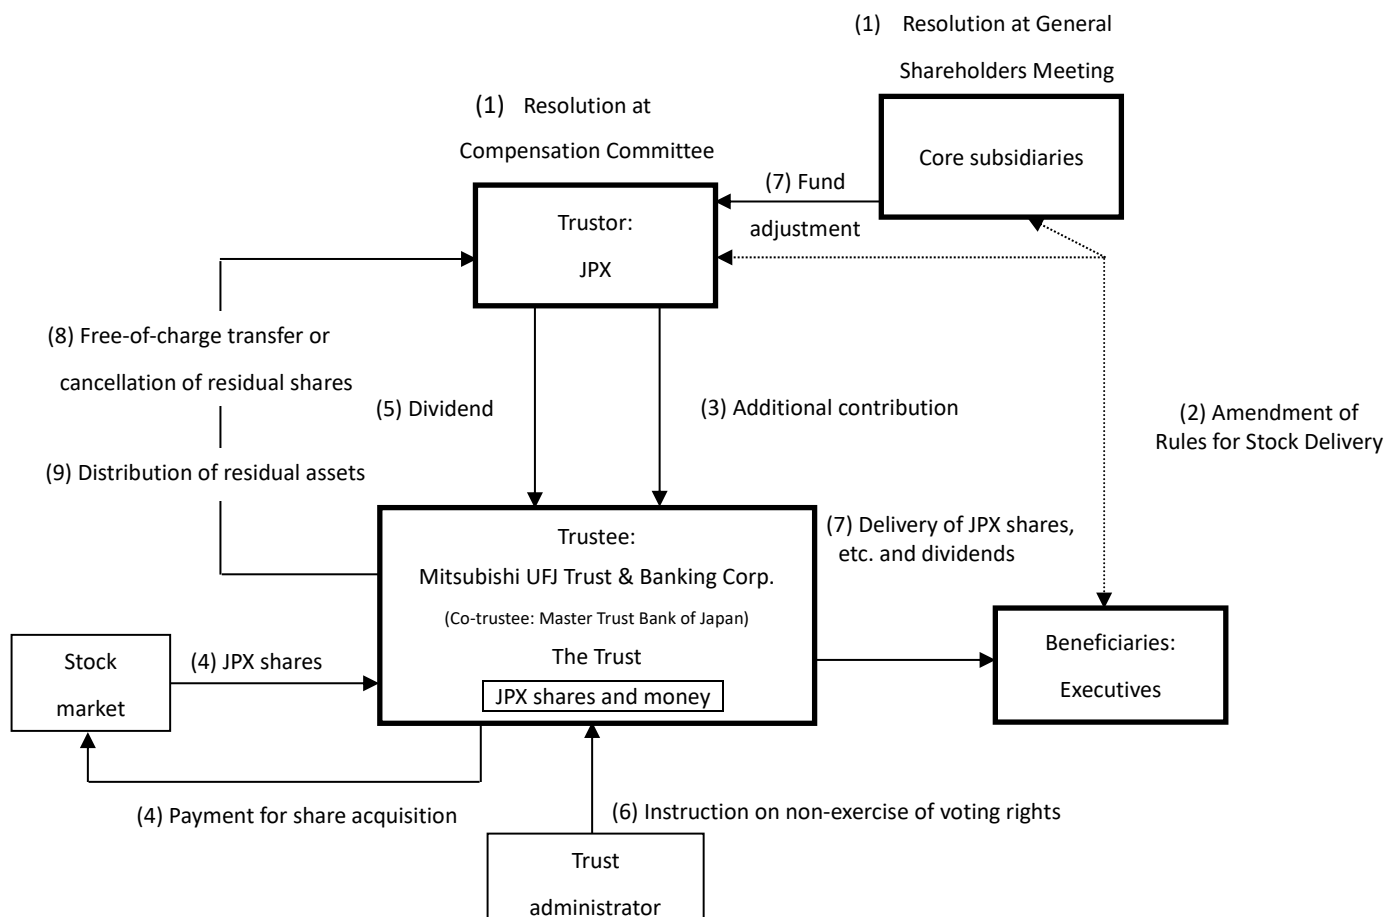 (1) Resolution at General
Shareholders Meeting
(1) Resolution at
Compensation Committee
Core subsidiaries
(7) Fund
adjustment
Trustor:
JPX
(8) Free-of-charge transfer or
cancellation of residual shares
(5) Dividend
(3) Additional contribution
(2) Amendment of
Rules for Stock Delivery
(9) Distribution of residual assets
(7) Delivery of JPX shares,
etc. and dividends
Trustee:
Mitsubishi UFJ Trust & Banking Corp.
(Co-trustee: Master Trust Bank of Japan)
The Trust
JPX shares and money
Stock
market
(4) JPX shares
Beneficiaries:
Executives
(4) Payment for share acquisition
(6) Instruction on non-exercise of voting rights
Trust
administrator